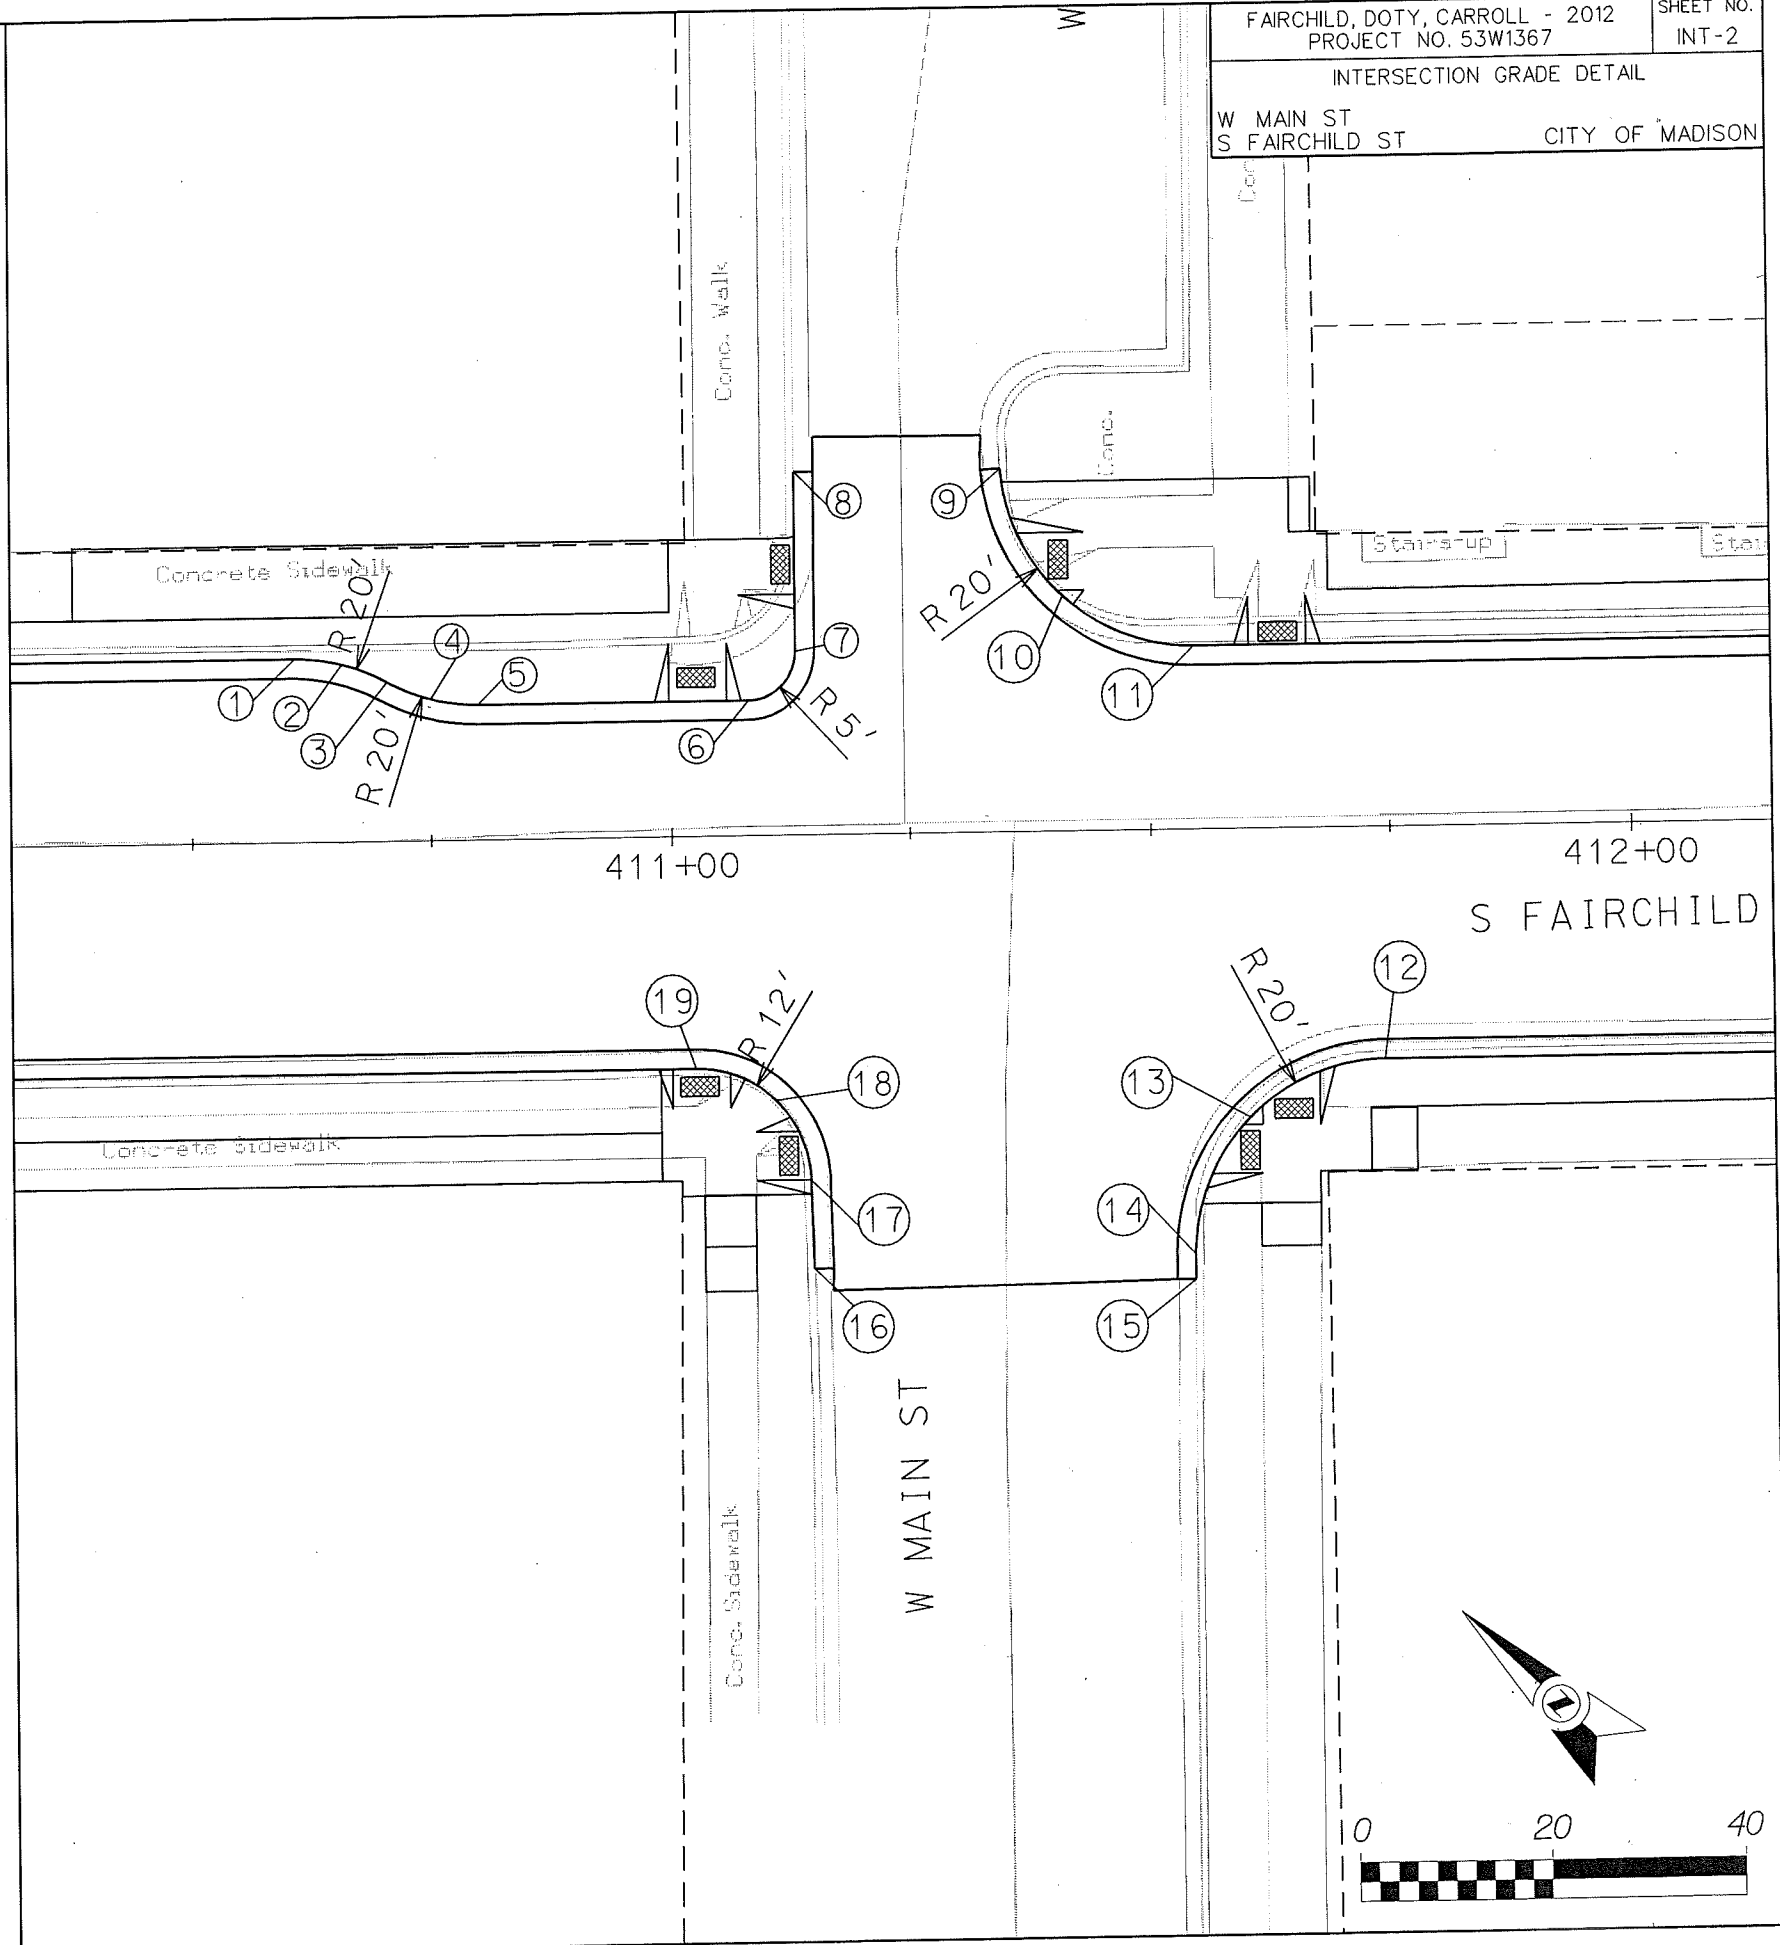 W
FAIRCHILD, DOTY, CARROLL - 2012
PROJECT NO. 53W1367
SHEET NO.
INT-2
INTERSECTION GRADE DETAIL
W MAIN ST
S FAIRCHILD ST
CITY OF MADISON
Conc. Walk
Conc.
Concrete Sidewalk
R 20'
R 20'
R 5'
R 20'
Stairs-up
1
2
3
4
5
6
7
8
9
10
11
411+00
412+00
S FAIRCHILD
19
R 12'
18
17
16
R 20'
12
13
14
15
Concrete Sidewalk
Conc. Sidewalk
W MAIN ST
0 20 40